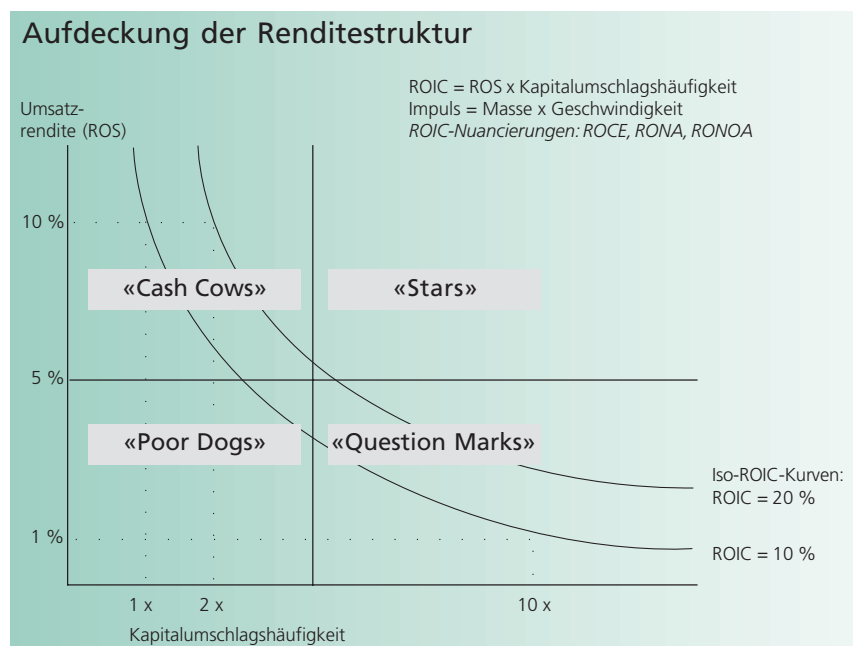 Aufdeckung der Renditestruktur
ROIC = ROS x Kapitalumschlagshäufigkeit
Impuls = Masse x Geschwindigkeit
ROIC-Nuancierungen: ROCE, RONA, RONOA
Umsatz-
rendite (ROS)
10 %
«Cash Cows»
«Stars»
5 %
«Poor Dogs»
«Question Marks»
Iso-ROIC-Kurven:
ROIC = 20 %
1 %
ROIC = 10 %
1 x
2 x
10 x
Kapitalumschlagshäufigkeit